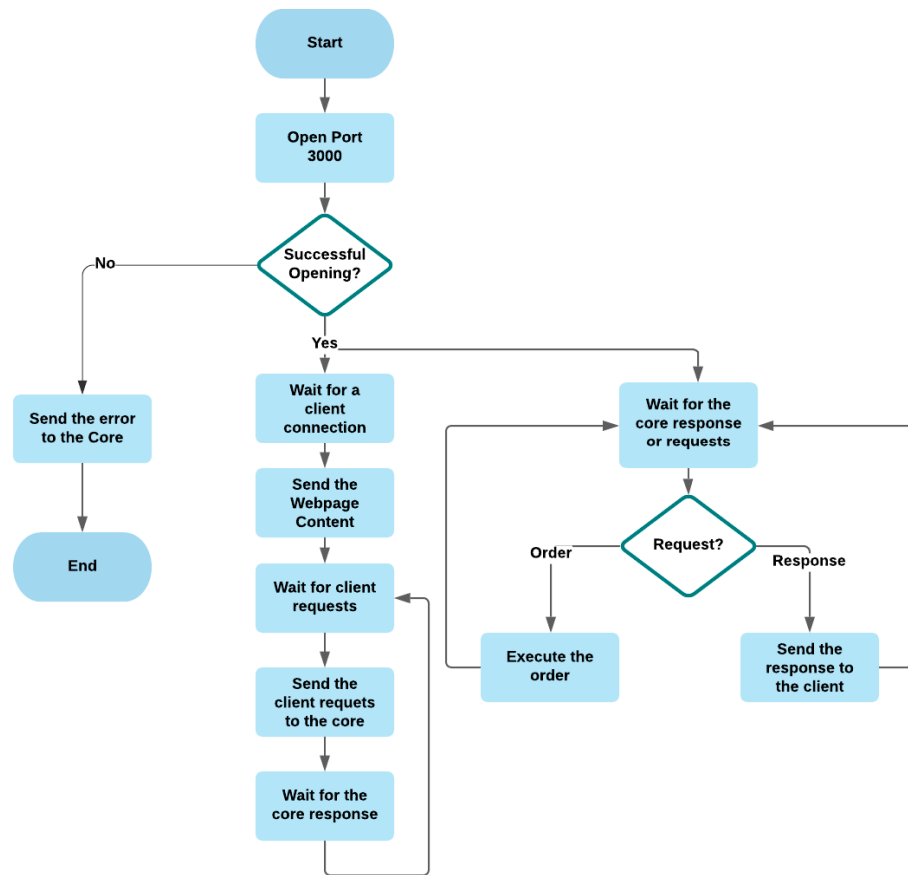 Start
Open Port
3000
Successful
Opening?
No
Yes
Wait for a
client
connection
Wait for the
core response
or requests
Send the error
to the Core
Send the
Webpage
Content
End
Order
Request?
Response
Wait for client
requests
Execute the
order
Send the
response to
the client
Send the
client requets
to the core
Wait for the
core response